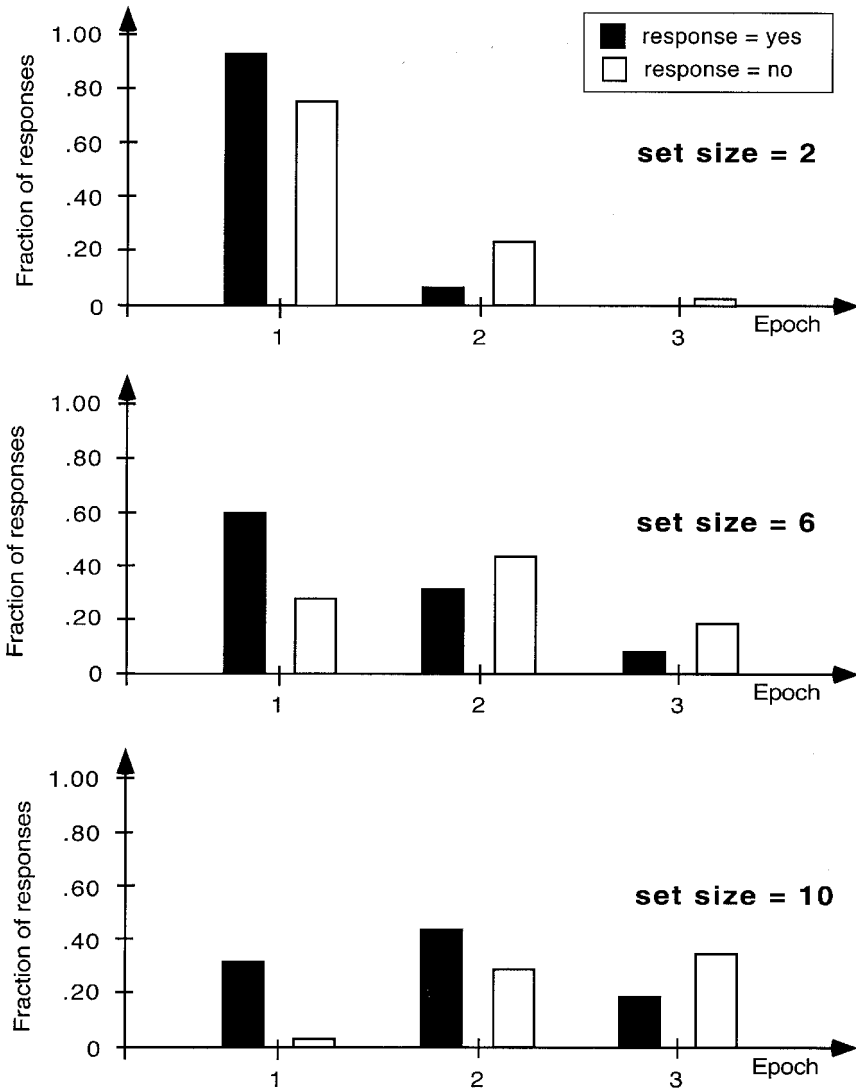 1.00
.80
.60
.40
.20
0
Fraction of responses
response = yes
response = no
set size = 2
1
2
3
Epoch
1.00
.80
.60
.40
.20
0
Fraction of responses
set size = 6
1
2
3
Epoch
1.00
.80
.60
.40
.20
0
Fraction of responses
set size = 10
1
2
3
Epoch